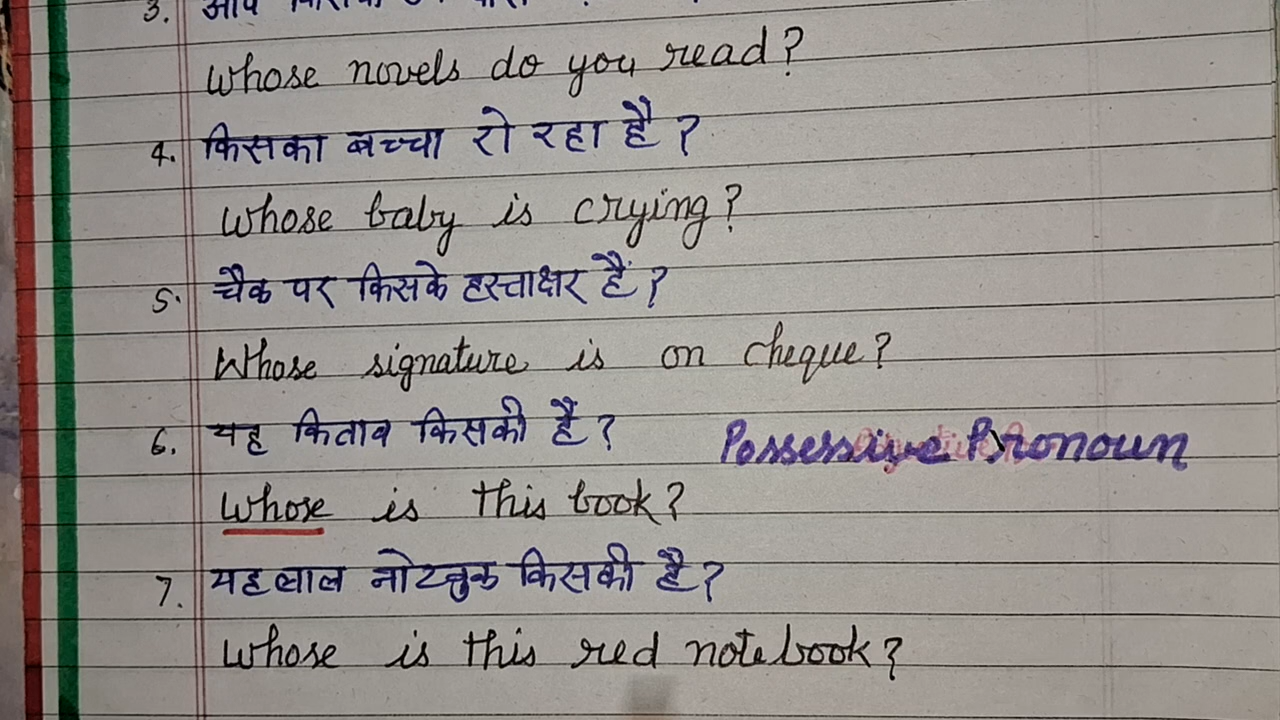 3. आप
Whose novels do you read?
4. किसका बच्चा रो रहा है?
Whose baby is crying?
5. चैक पर किसके हस्ताक्षर हैं?
Whose signature is on cheque?
6. यह किताब किसकी है?
Possessive Pronoun
Whose is this book?
7. यह लाल नोटबुक किसकी है?
Whose is this red notebook?